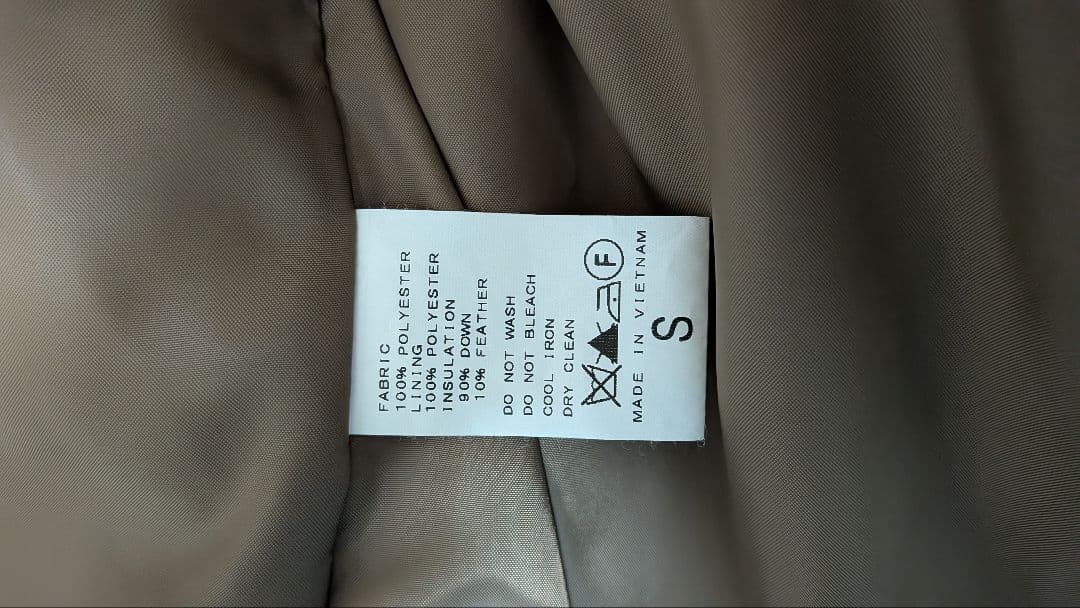 FABRIC
100% POLYESTER
LINING
100% POLYESTER
INSULATION
90% DOWN
10% FEATHER
DO NOT WASH
DO NOT BLEACH
COOL IRON
DRY CLEAN
F
MADE IN VIETNAM
S